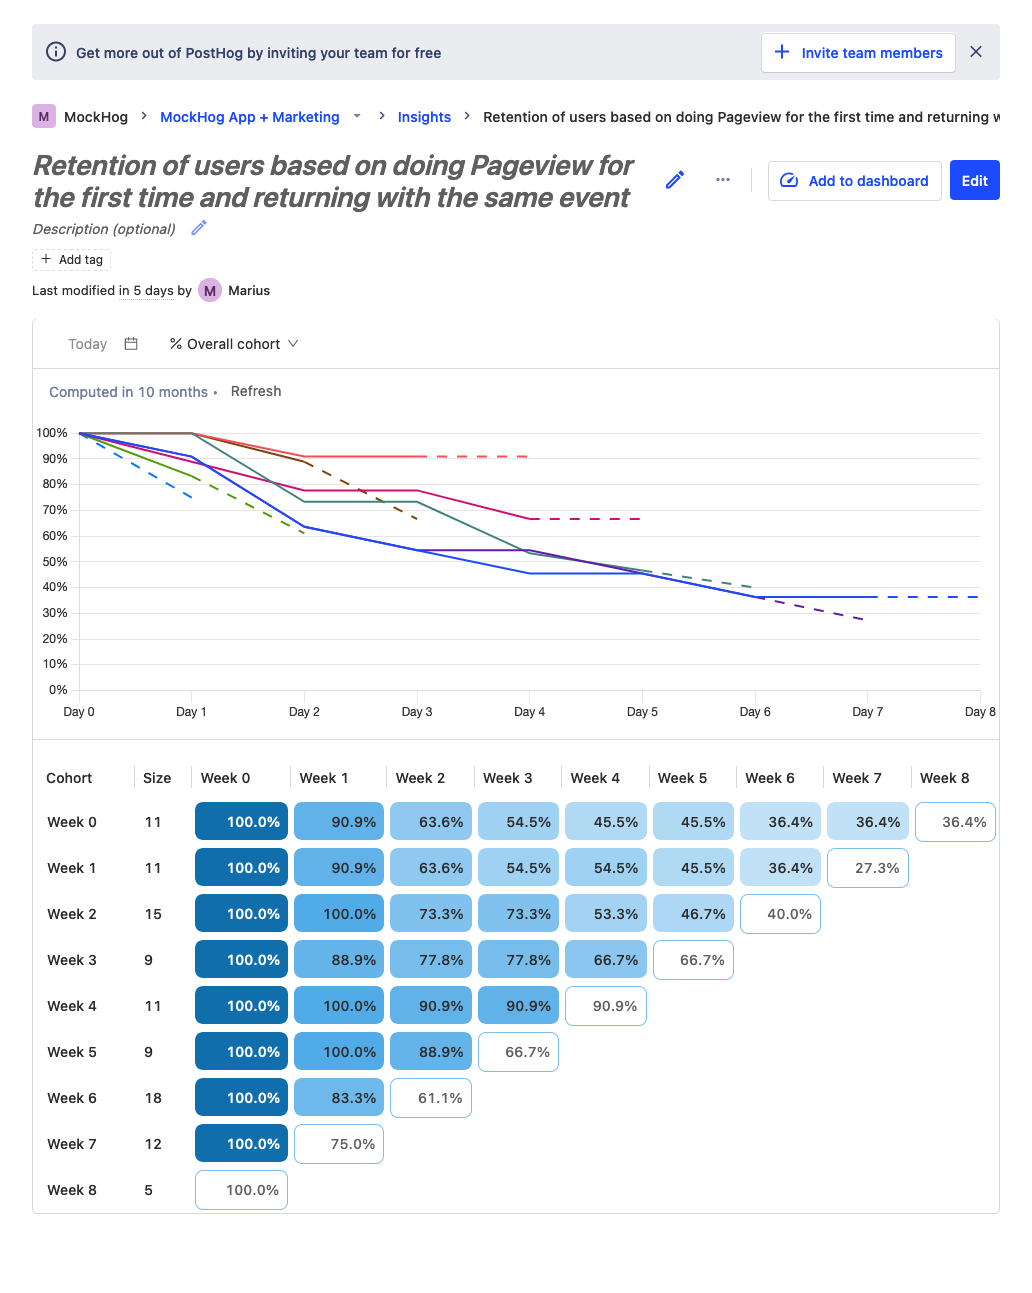 Get more out of PostHog by inviting your team for free
Invite team members
M MockHog > MockHog App + Marketing > Insights > Retention of users based on doing Pageview for the first time and returning
Retention of users based on doing Pageview for
the first time and returning with the same event
Add to dashboard
Edit
Description (optional)
+ Add tag
Last modified in 5 days by M Marius
Today % Overall cohort
Computed in 10 months • Refresh
100%
90%
80%
70%
60%
50%
40%
30%
20%
10%
0%
Day 0 Day 1 Day 2 Day 3 Day 4 Day 5 Day 6 Day 7 Day 8
Cohort Size Week 0 Week 1 Week 2 Week 3 Week 4 Week 5 Week 6 Week 7 Week 8
Week 0 11 100.0% 90.9% 63.6% 54.5% 45.5% 45.5% 36.4% 36.4% 36.4%
Week 1 11 100.0% 90.9% 63.6% 54.5% 54.5% 45.5% 36.4% 27.3%
Week 2 15 100.0% 100.0% 73.3% 73.3% 53.3% 46.7% 40.0%
Week 3 9 100.0% 88.9% 77.8% 77.8% 66.7% 66.7%
Week 4 11 100.0% 100.0% 90.9% 90.9% 90.9%
Week 5 9 100.0% 100.0% 88.9% 66.7%
Week 6 18 100.0% 83.3% 61.1%
Week 7 12 100.0% 75.0%
Week 8 5 100.0%